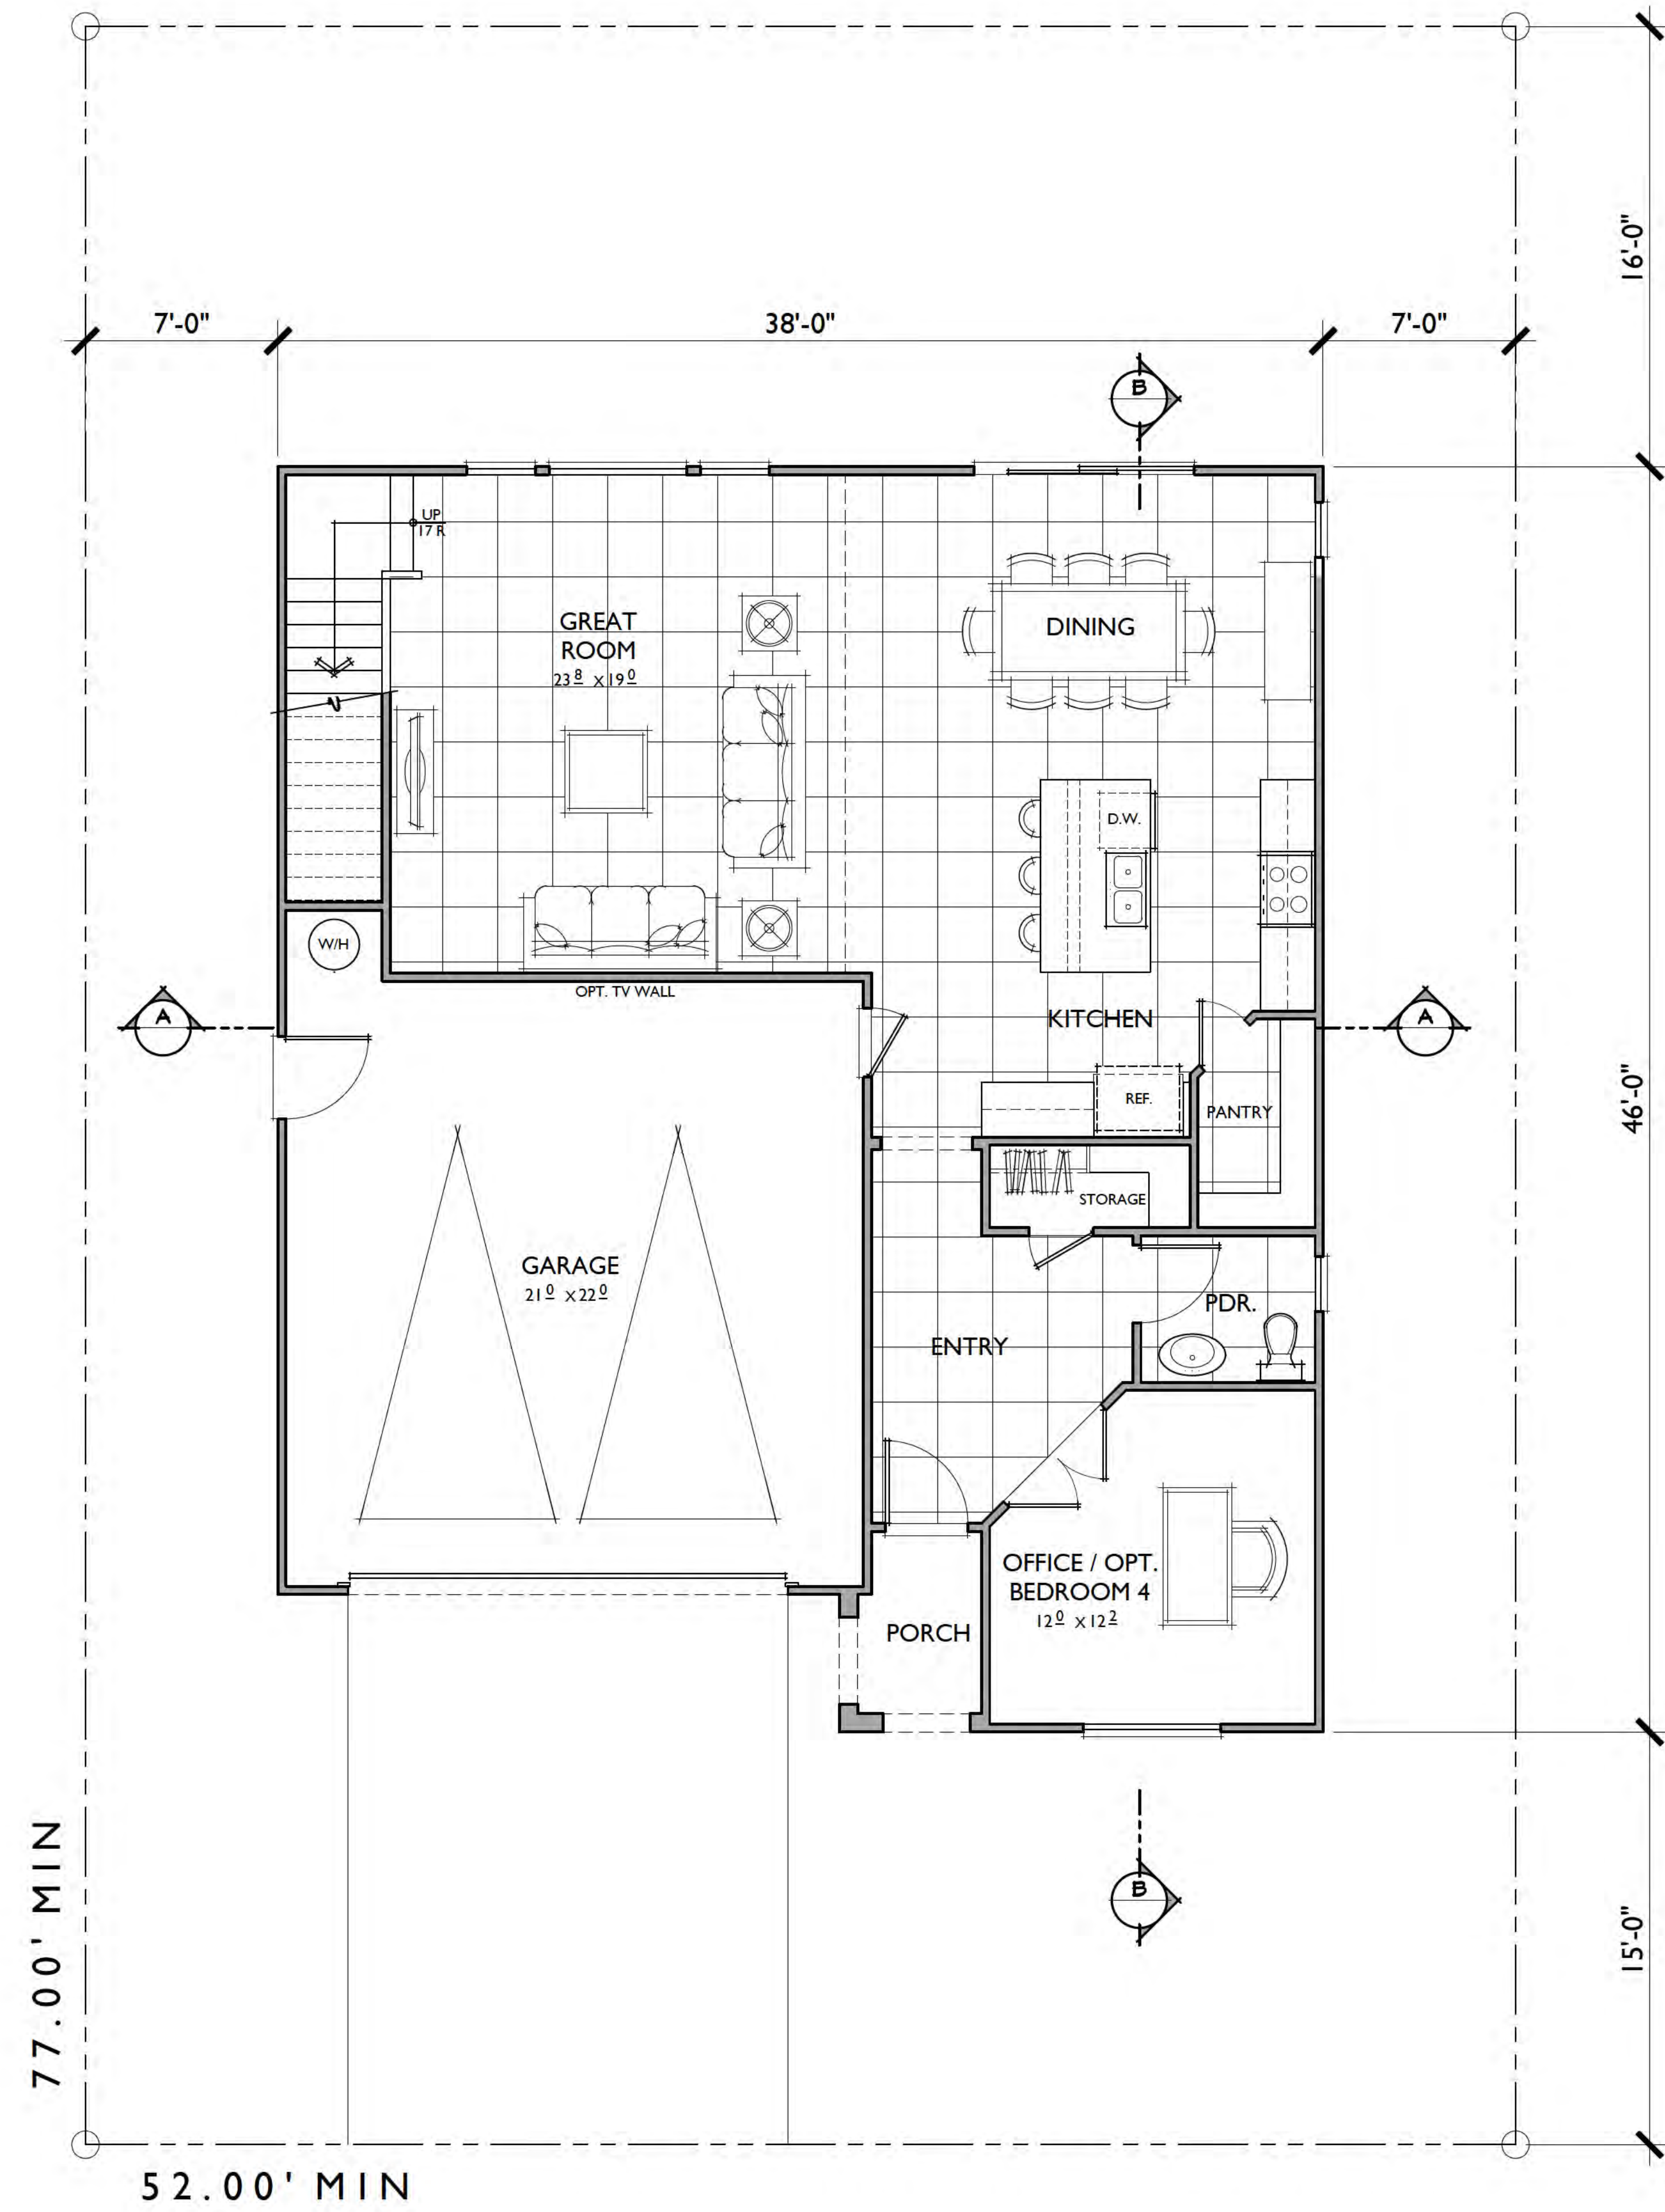 16'-0"
7'-0"
38'-0"
7'-0"
B
UP
17 R
GREAT
ROOM
23 8 X 19 0
DINING
D.W.
W/H
OPT. TV WALL
A
KITCHEN
A
46'-0"
REF.
PANTRY
STORAGE
GARAGE
21 0 X 22 0
PDR.
ENTRY
OFFICE / OPT.
BEDROOM 4
12 0 X 12 2
PORCH
B
15'-0"
77.00' MIN
52.00' MIN